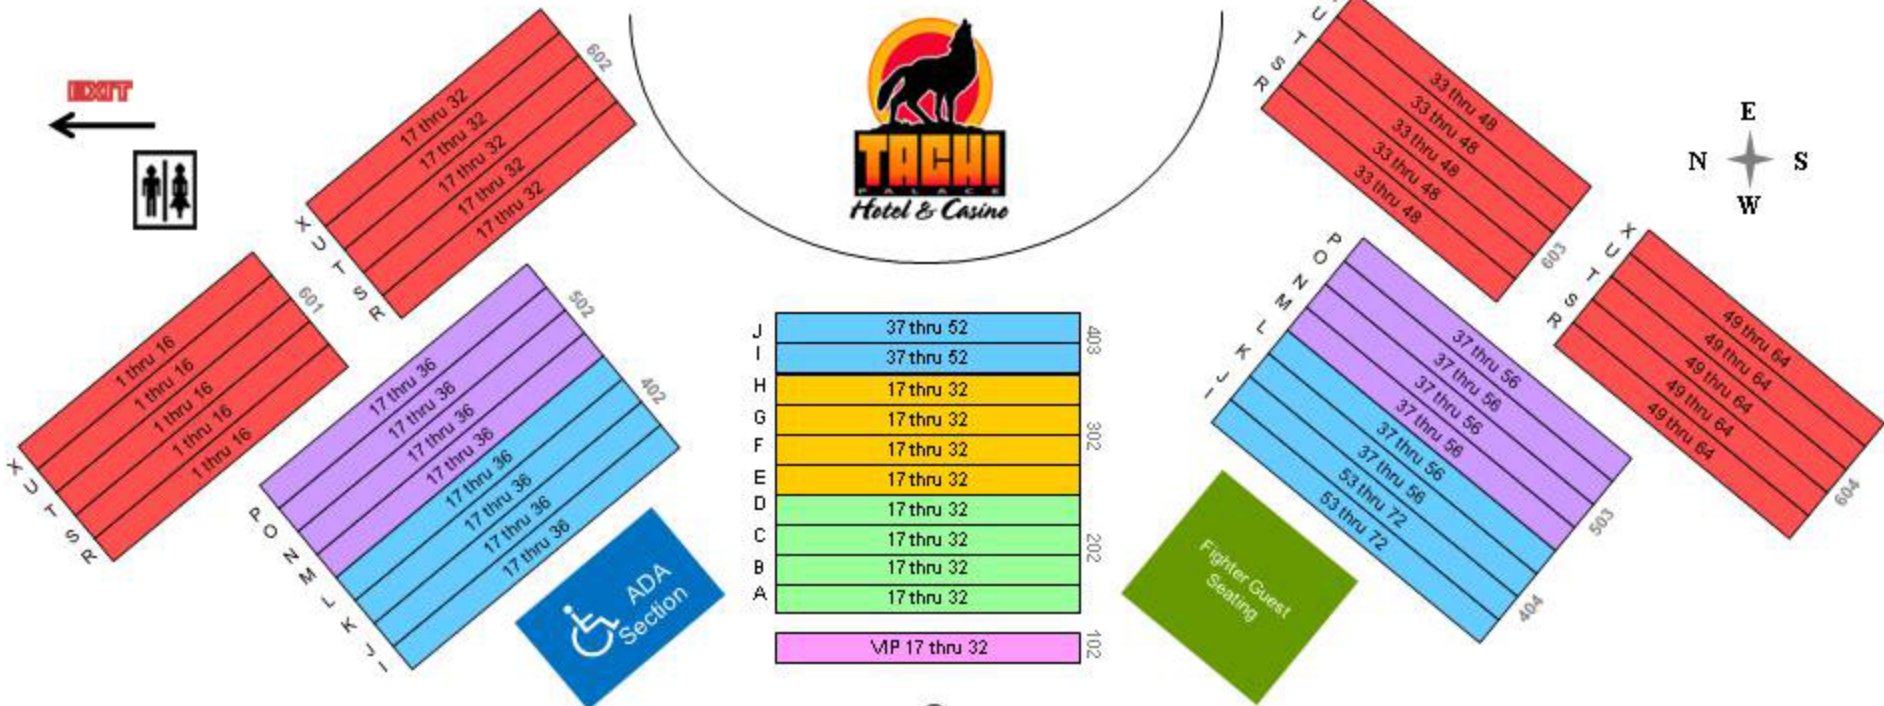 EXIT
602
17 thru 32
17 thru 32
17 thru 32
17 thru 32
17 thru 32
X
U
T
S
R
601
1 thru 16
1 thru 16
1 thru 16
1 thru 16
1 thru 16
X
U
T
S
R
502
17 thru 36
17 thru 36
17 thru 36
17 thru 36
402
17 thru 36
17 thru 36
17 thru 36
17 thru 36
P
O
N
M
L
K
J
I
ADA
Section
TACHI
PALACE
Hotel & Casino
J 37 thru 52 403
I 37 thru 52
H 17 thru 32
G 17 thru 32
F 17 thru 32 302
E 17 thru 32
D 17 thru 32
C 17 thru 32
B 17 thru 32 202
A 17 thru 32
VIP 17 thru 32 102
U
T
S
R
33 thru 48
33 thru 48
33 thru 48
33 thru 48
33 thru 48
603
E
N S
W
X
U
T
S
R
49 thru 64
49 thru 64
49 thru 64
49 thru 64
49 thru 64
604
P
O
N
M
L
K
J
I
37 thru 56
37 thru 56
37 thru 56
37 thru 56
37 thru 56
37 thru 56
53 thru 72
53 thru 72
503
404
Fighter Guest
Seating